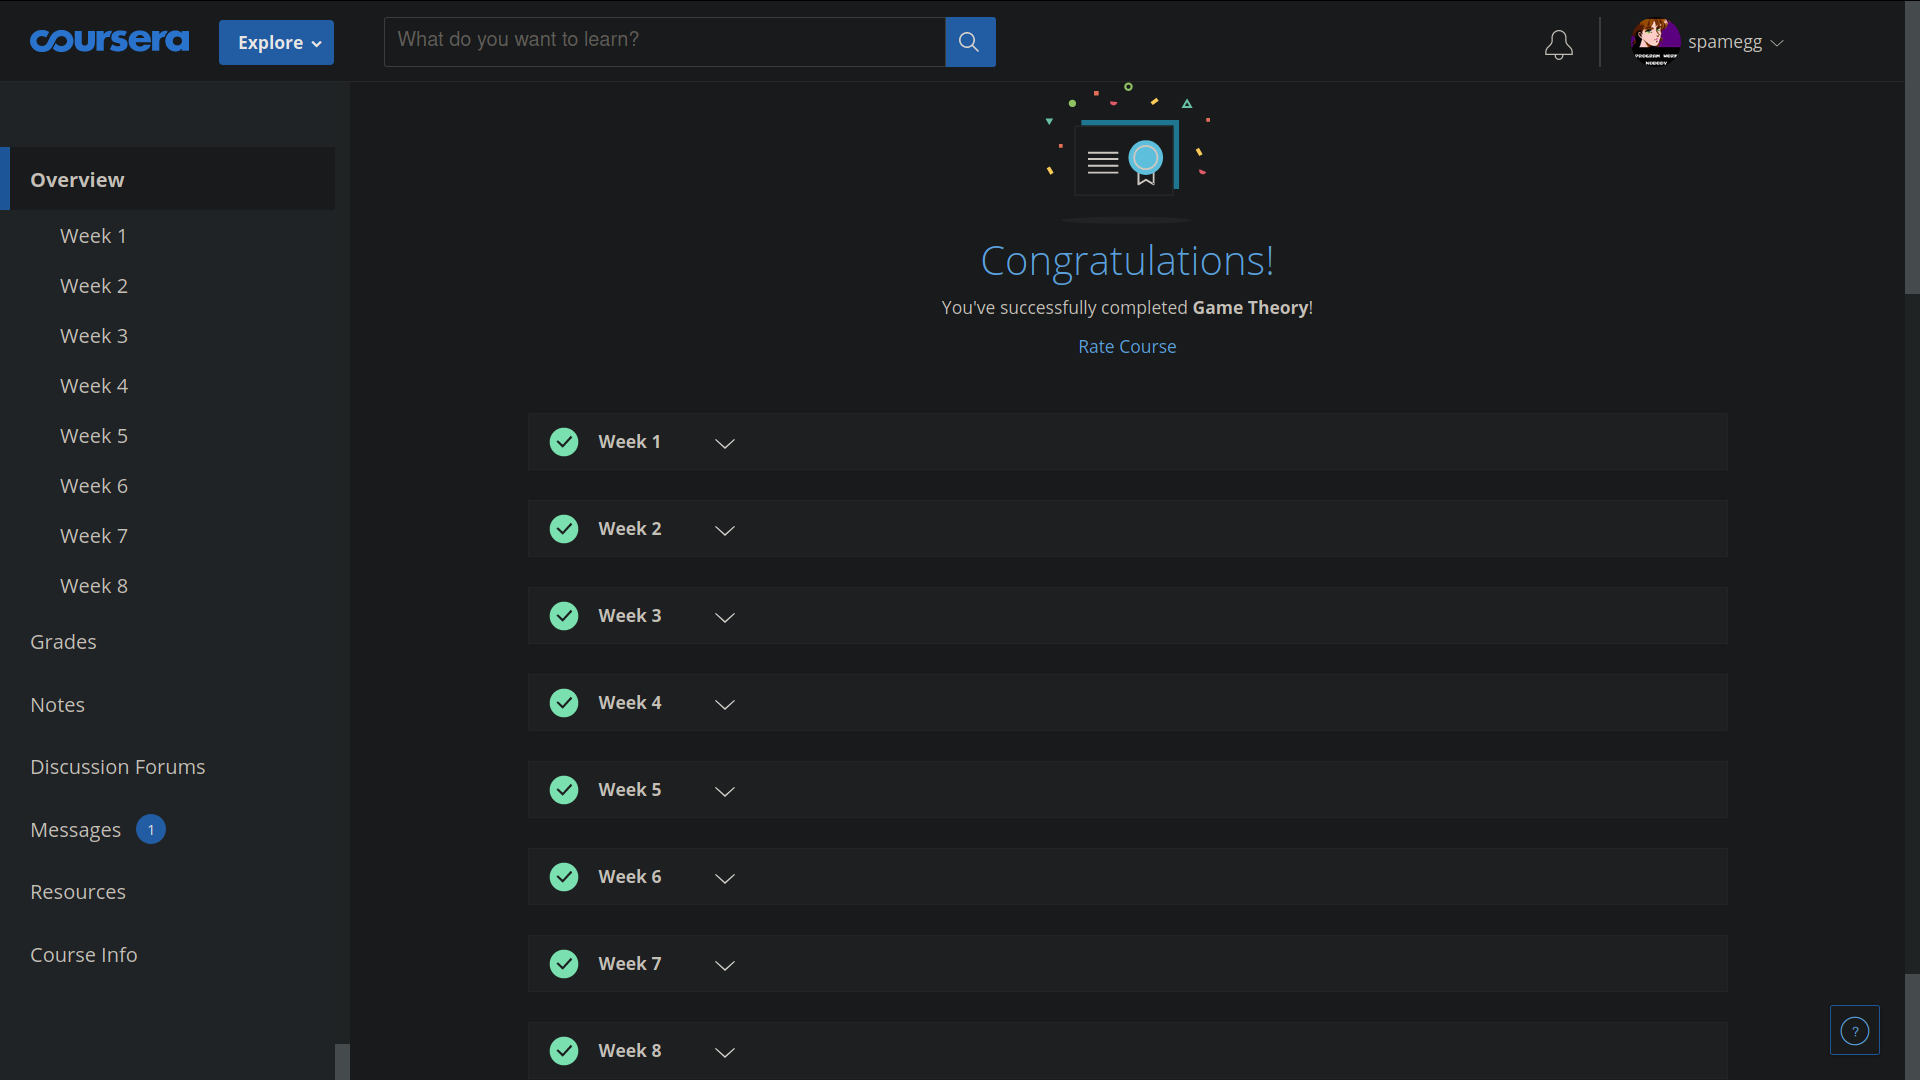 coursera
Explore
What do you want to learn?
spamegg
Overview
Week 1
Week 2
Week 3
Week 4
Week 5
Week 6
Week 7
Week 8
Grades
Notes
Discussion Forums
Messages 1
Resources
Course Info
Congratulations!
You've successfully completed Game Theory!
Rate Course
Week 1
Week 2
Week 3
Week 4
Week 5
Week 6
Week 7
Week 8
?